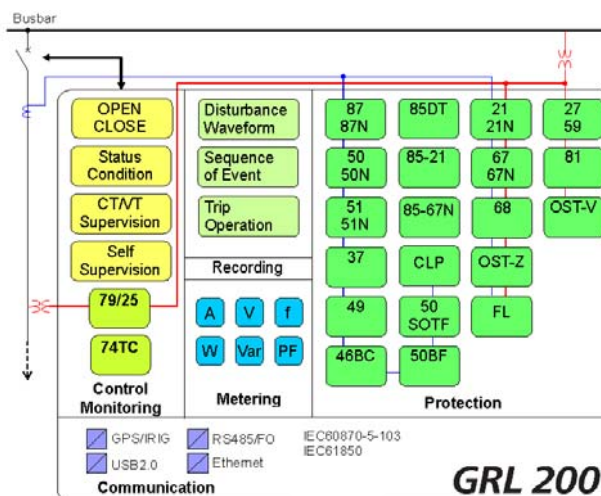 Busbar
OPEN
CLOSE
Status
Condition
CT/VT
Supervision
Self
Supervision
79/25
74TC
Control
Monitoring
Disturbance
Waveform
Sequence
of Event
Trip
Operation
Recording
A V f
W Var PF
Metering
87
87N
85DT
21
21N
27
59
50
50N
85-21
67
67N
81
51
51N
85-67N
68
OST-V
37
CLP
OST-Z
49
50
SOTF
FL
46BC
50BF
Protection
GPS/IRIG
RS485/FO
IEC60870-5-103
IEC61850
USB2.0
Ethernet
Communication
GRL 200